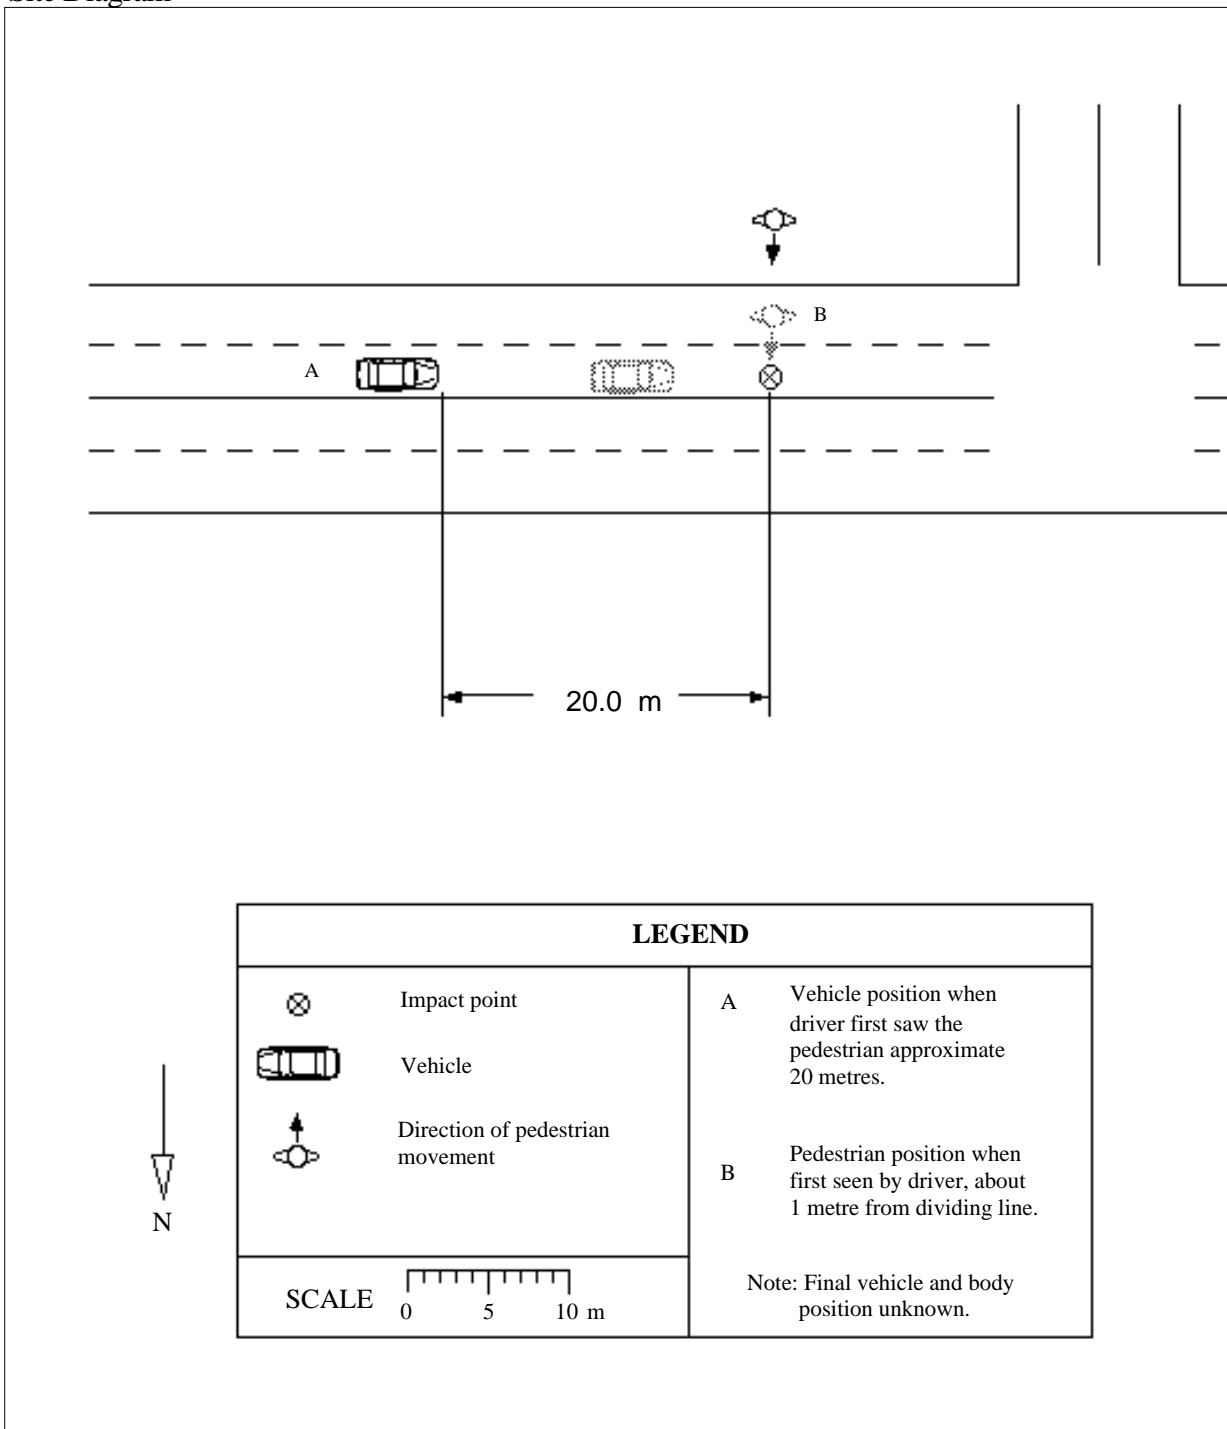 Site Diagram
B
A
20.0 m
LEGEND
Impact point
Vehicle
Direction of pedestrian
movement
A
Vehicle position when
driver first saw the
pedestrian approximate
20 metres.
B
Pedestrian position when
first seen by driver, about
1 metre from dividing line.
N
SCALE
0 5 10 m
Note: Final vehicle and body
position unknown.